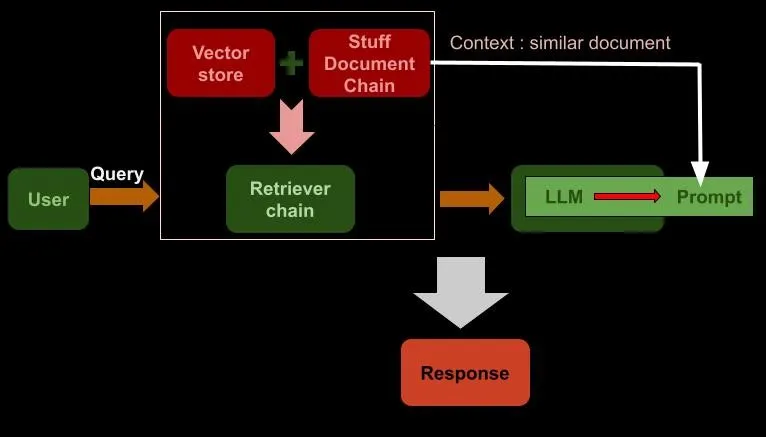 Vector
store
Stuff
Document
Chain
Context : similar document
Query
User
Retriever
chain
LLM
Prompt
Response